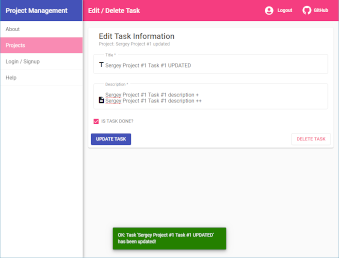 Project Management
Edit / Delete Task
Logout
GitHub
About
Projects
Login / Signup
Help
Edit Task Information
Project: Sergey Project #1 updated
Title *
Sergey Project #1 Task #1 UPDATED
Description *
Sergey Project #1 Task #1 description +
Sergey Project #1 Task #1 description ++
IS TASK DONE?
UPDATE TASK
DELETE TASK
OK: Task 'Sergey Project #1 Task #1 UPDATED'
has been updated!